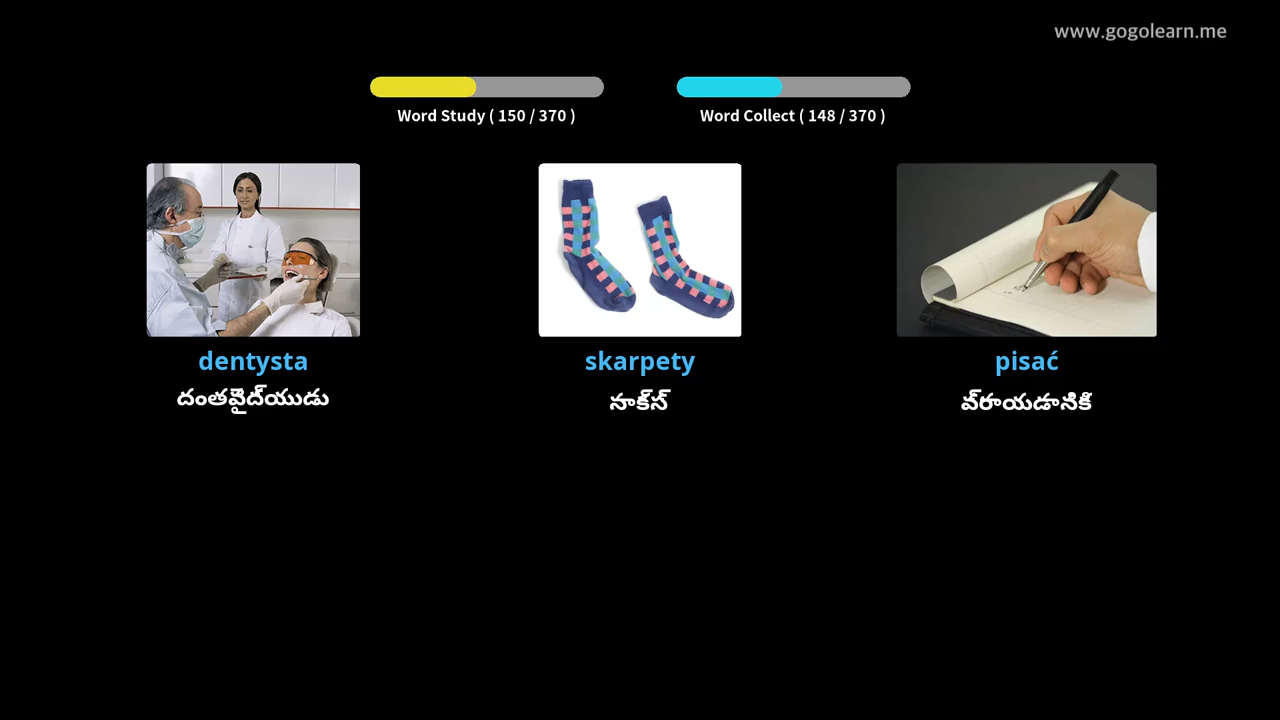 www.gogolearn.me
Word Study ( 150 / 370 )
Word Collect ( 148 / 370 )
dentysta
skarpety
pisać
దంతవైద్యుడు
సాక్స్
వ్రాయడానికి